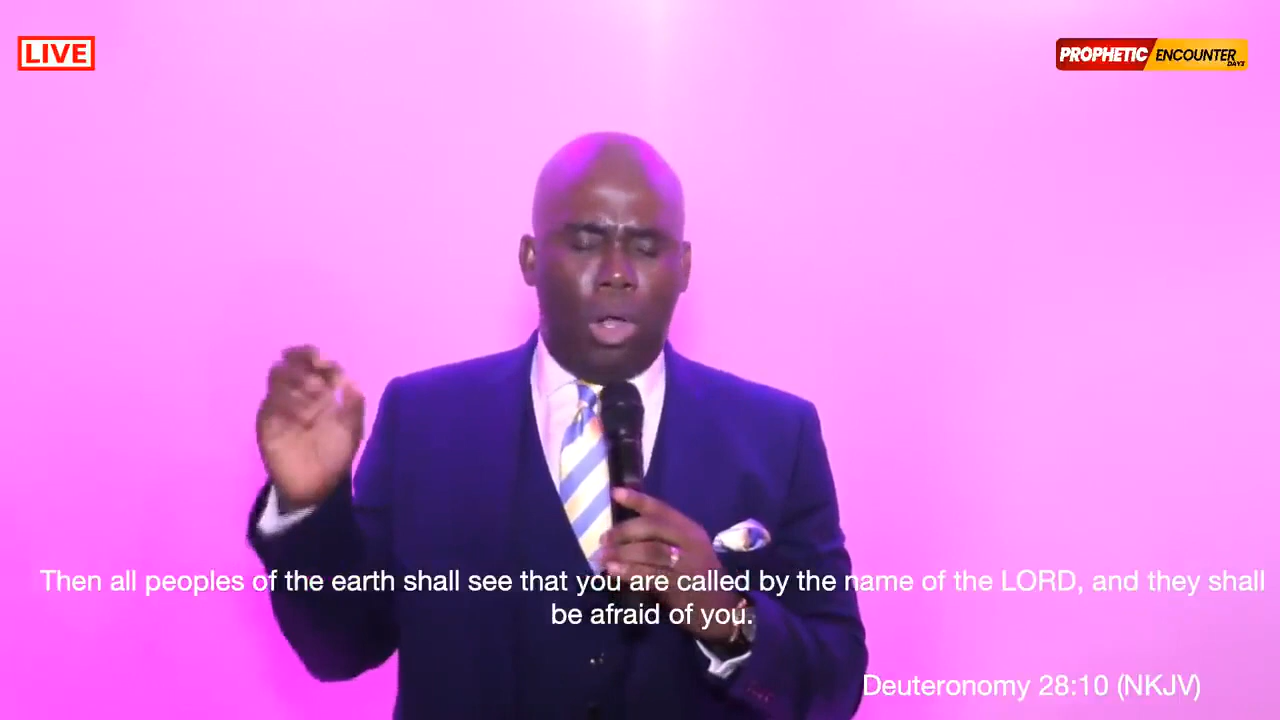 LIVE
PROPHETIC ENCOUNTER
DAYS
Then all peoples of the earth shall see that you are called by the name of the LORD, and they shall
be afraid of you.
Deuteronomy 28:10 (NKJV)